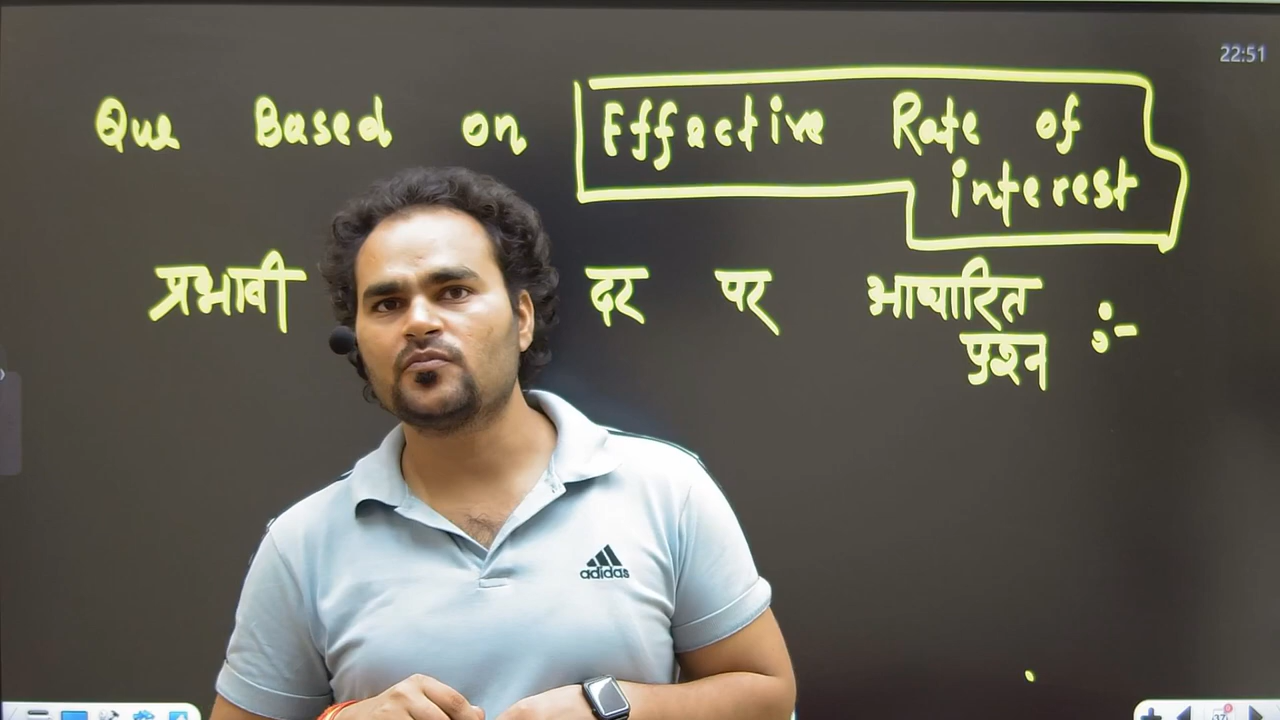 22:51
Que Based on Effective Rate of
interest
प्रभावी दर पर आधारित
प्रश्न :-
adidas